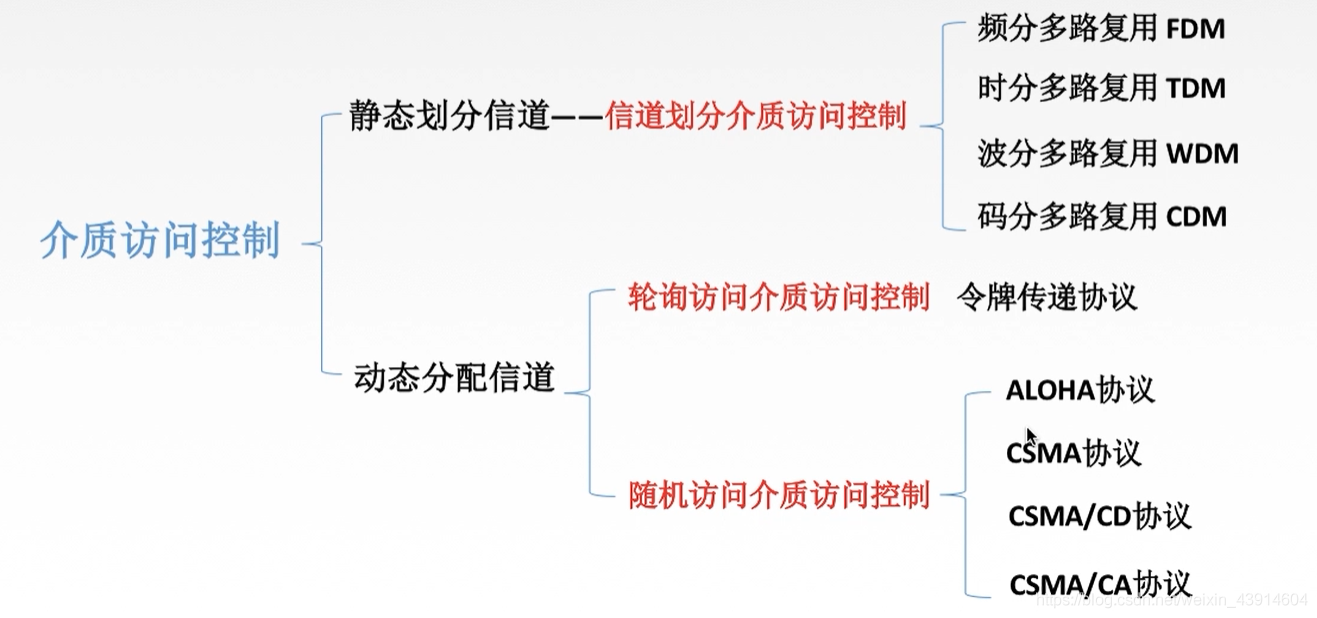 频分多路复用 FDM
时分多路复用 TDM
静态划分信道——信道划分介质访问控制
波分多路复用 WDM
码分多路复用 CDM
介质访问控制
轮询访问介质访问控制 令牌传递协议
动态分配信道
ALOHA协议
CSMA协议
随机访问介质访问控制
CSMA/CD协议
CSMA/CA协议
https://blog.csdn.net/weixin_43914604